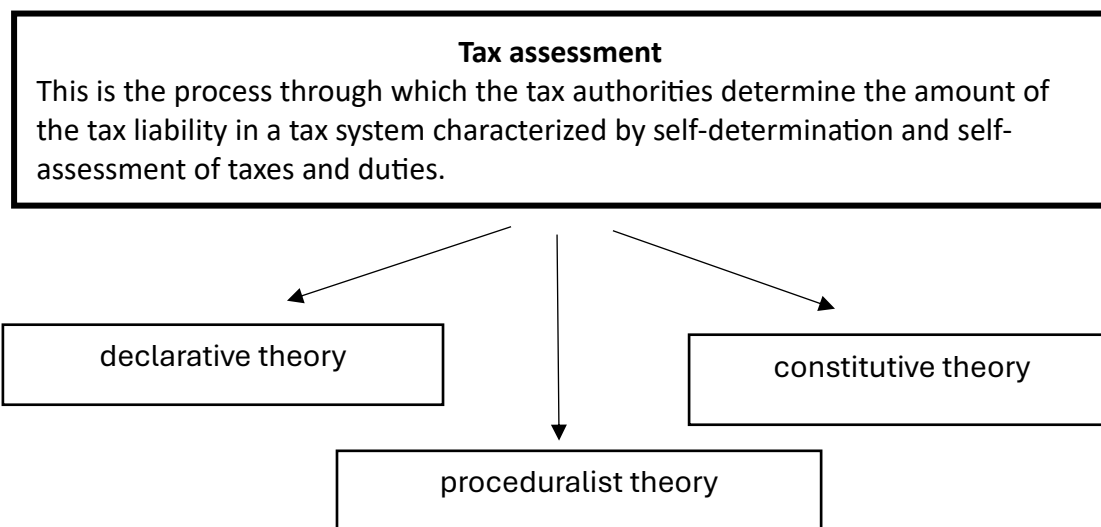 Tax assessment
This is the process through which the tax authorities determine the amount of
the tax liability in a tax system characterized by self-determination and self-
assessment of taxes and duties.
declarative theory
constitutive theory
proceduralist theory